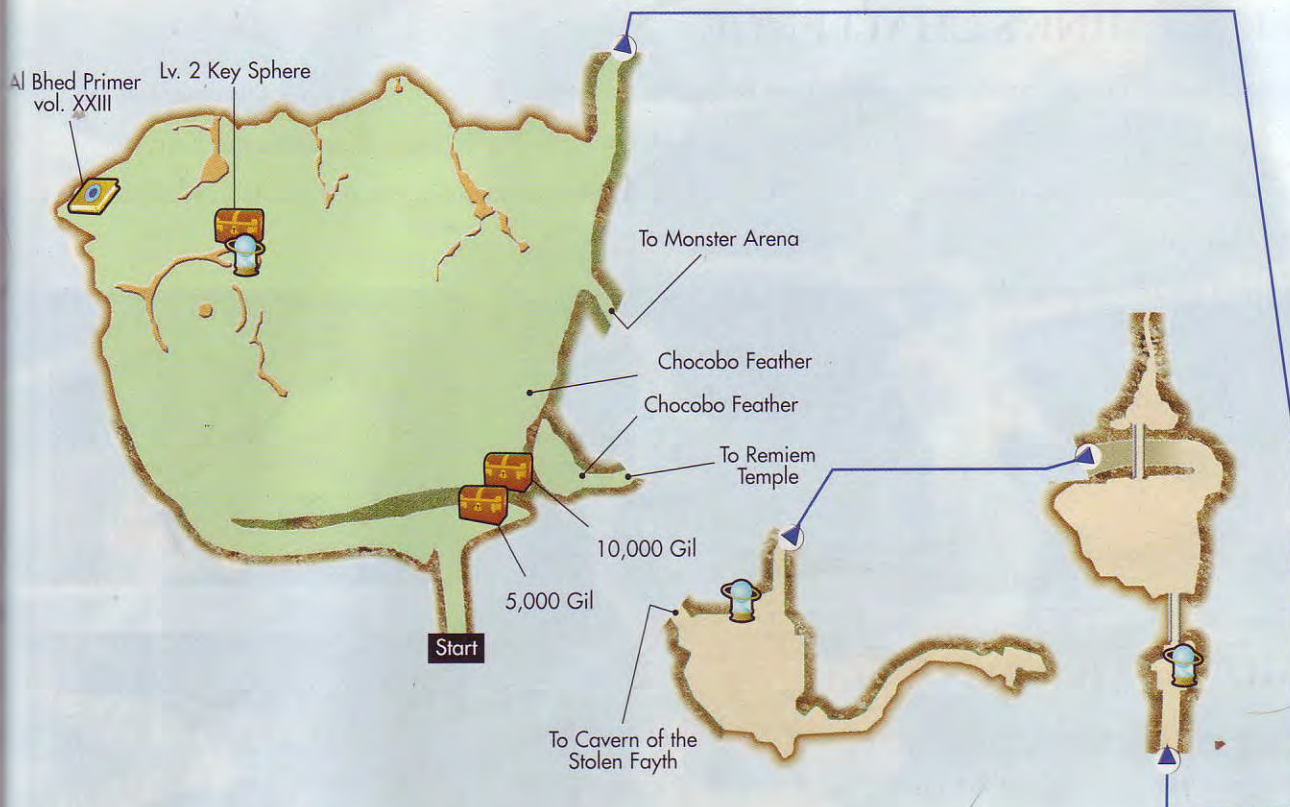 Al Bhed Primer
vol. XXIII
Lv. 2 Key Sphere
To Monster Arena
Chocobo Feather
Chocobo Feather
To Remiem
Temple
10,000 Gil
5,000 Gil
Start
To Cavern of the
Stolen Fayth